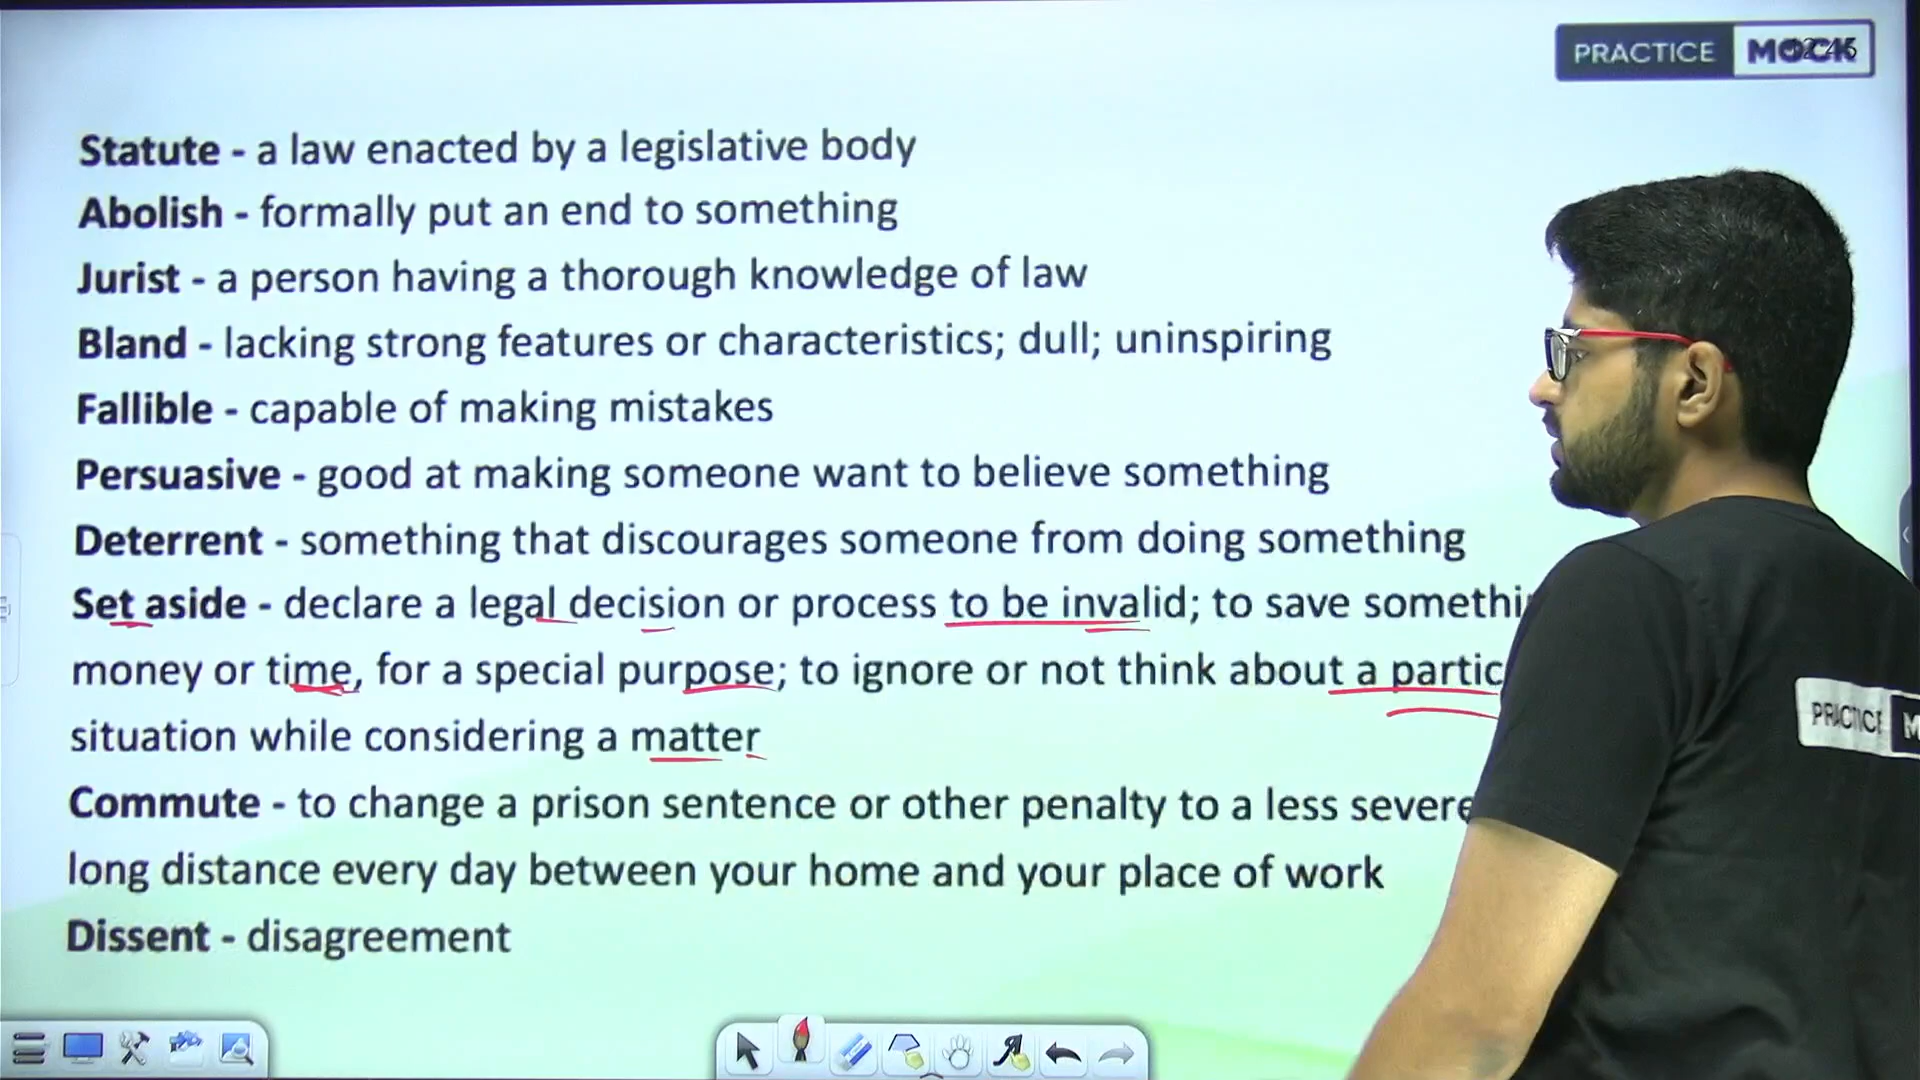 PRACTICE MOCK
Statute - a law enacted by a legislative body
Abolish - formally put an end to something
Jurist - a person having a thorough knowledge of law
Bland - lacking strong features or characteristics; dull; uninspiring
Fallible - capable of making mistakes
Persuasive - good at making someone want to believe something
Deterrent - something that discourages someone from doing something
Set aside - declare a legal decision or process to be invalid; to save
money or time, for a special purpose; to ignore or not think about a
situation while considering a matter
Commute - to change a prison sentence or other penalty to a less severe
long distance every day between your home and your place of work
Dissent - disagreement
PRACTICE M